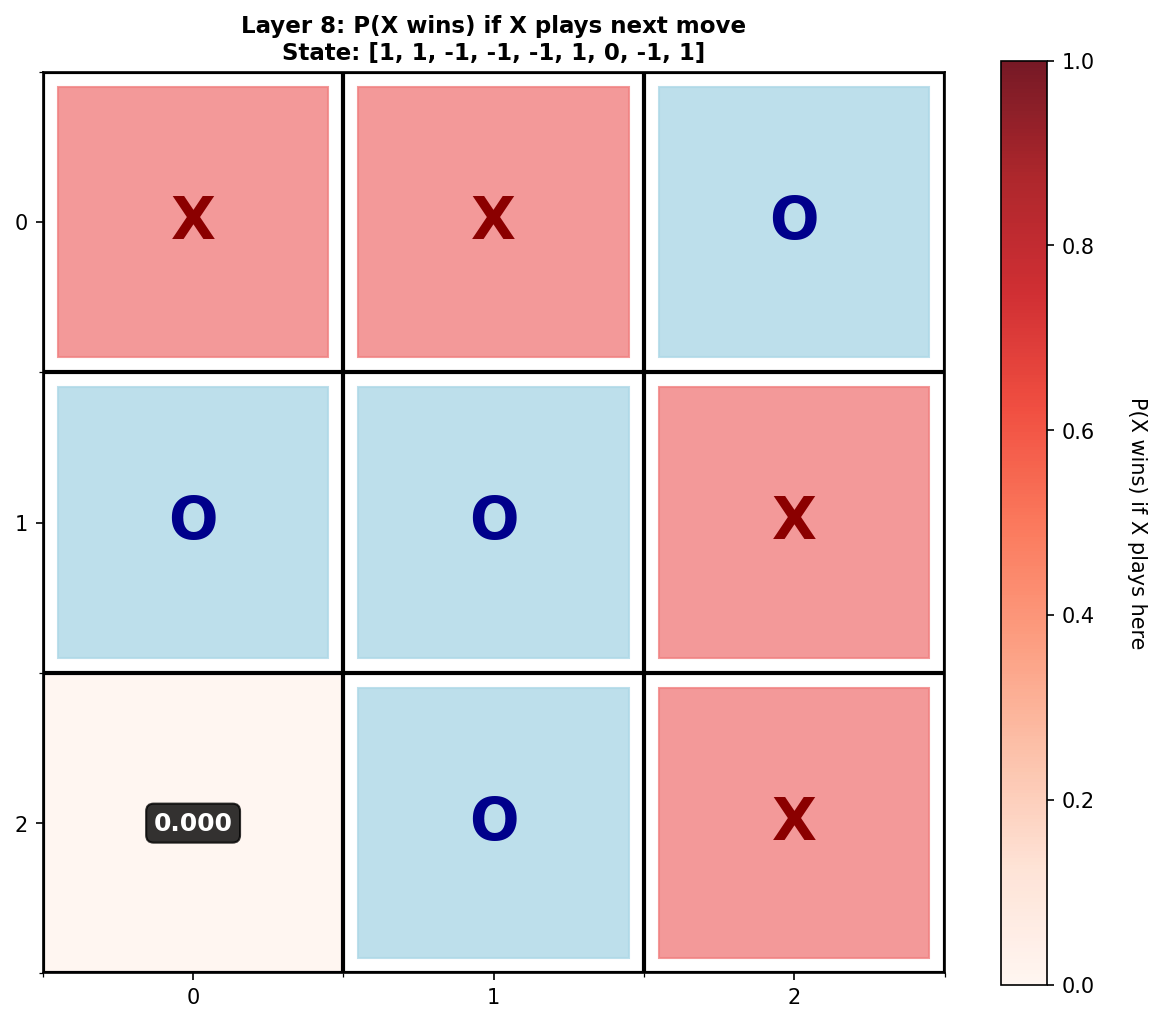 Layer 8: P(X wins) if X plays next move
State: [1, 1, -1, -1, -1, 1, 0, -1, 1]
0
X
X
O
1
O
O
X
2
0.000
O
X
0
1
2
1.0
0.8
0.6
0.4
0.2
0.0
P(X wins) if X plays here